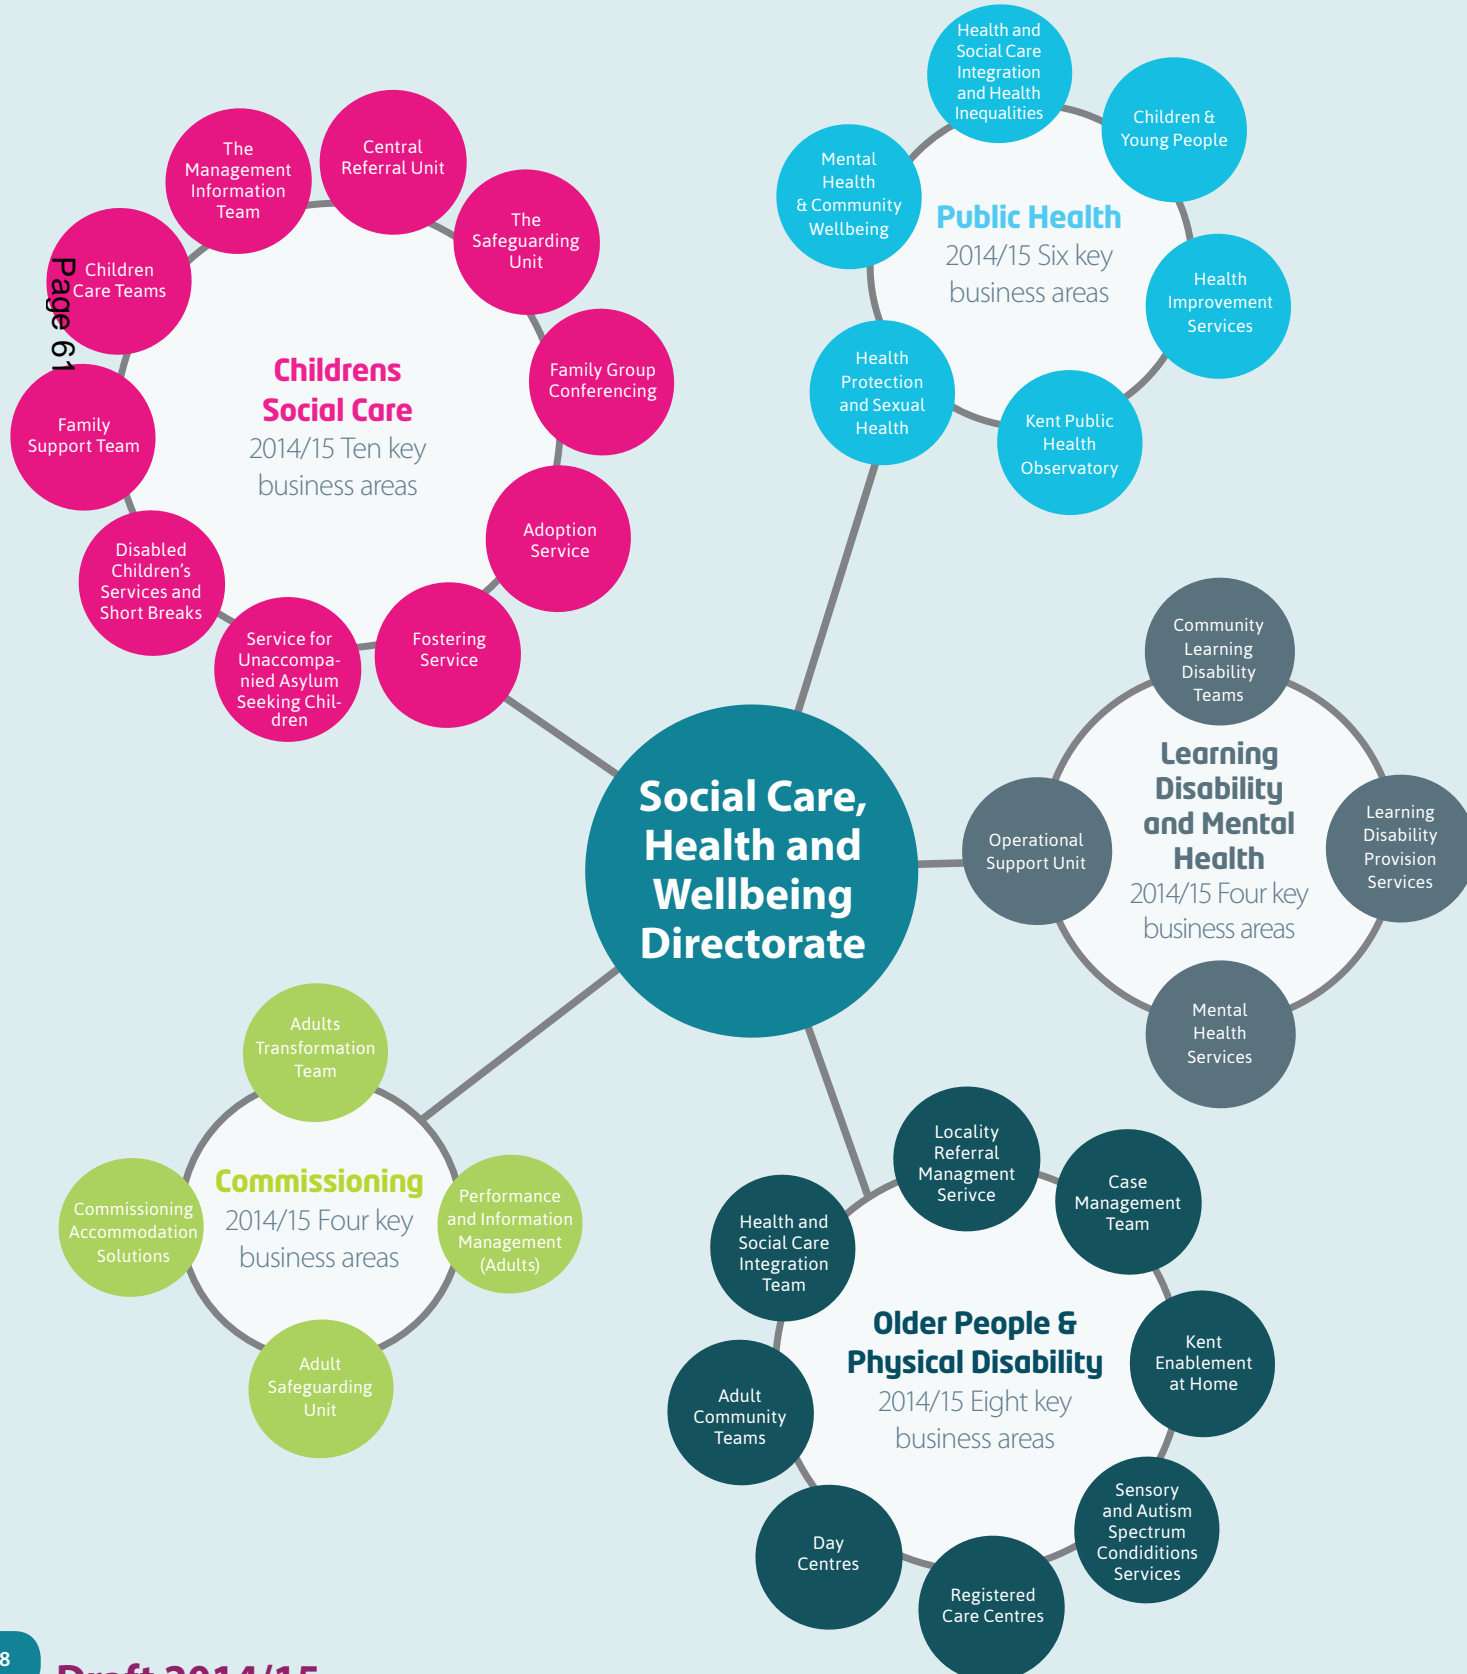 Health and
Social Care
Integration
and Health
Inequalities
Children &
Young People
Mental
Health
& Community
Wellbeing
Public Health
2014/15 Six key
business areas
Health
Improvement
Services
Health
Protection
and Sexual
Health
Kent Public
Health
Observatory
The
Management
Information
Team
Central
Referral Unit
The
Safeguarding
Unit
Children
Care Teams
Page 61
Childrens
Social Care
2014/15 Ten key
business areas
Family Group
Conferencing
Family
Support Team
Adoption
Service
Disabled
Children's
Services and
Short Breaks
Service for
Unaccompa-
nied Asylum
Seeking Chil-
dren
Fostering
Service
Community
Learning
Disability
Teams
Learning
Disability
and Mental
Health
2014/15 Four key
business areas
Operational
Support Unit
Learning
Disability
Provision
Services
Mental
Health
Services
Social Care,
Health and
Wellbeing
Directorate
Adults
Transformation
Team
Commissioning
2014/15 Four key
business areas
Commissioning
Accommodation
Solutions
Performance
and Information
Management
(Adults)
Adult
Safeguarding
Unit
Locality
Referral
Managment
Serivce
Case
Management
Team
Health and
Social Care
Integration
Team
Older People &
Physical Disability
2014/15 Eight key
business areas
Kent
Enablement
at Home
Adult
Community
Teams
Sensory
and Autism
Spectrum
Condiditions
Services
Day
Centres
Registered
Care Centres
8
Draft 2014/15